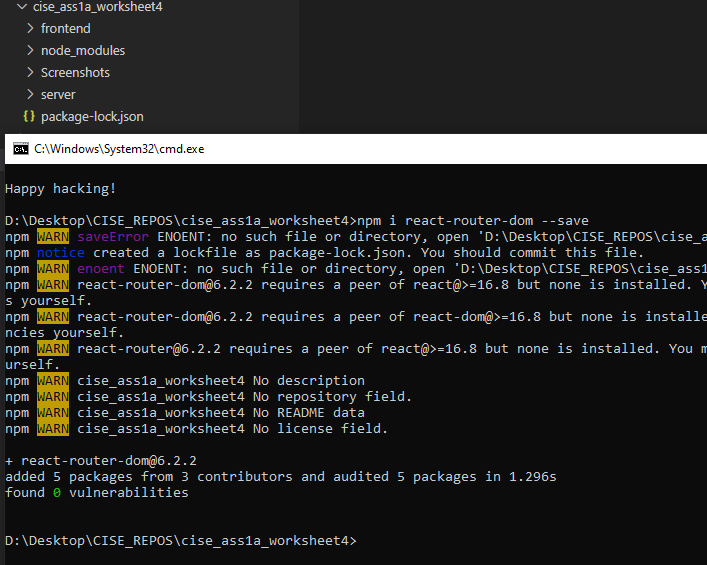 cise_ass1a_worksheet4
frontend
node_modules
Screenshots
server
{} package-lock.json
C:\Windows\System32\cmd.exe
Happy hacking!
D:\Desktop\CISE_REPOS\cise_ass1a_worksheet4>npm i react-router-dom --save
npm WARN saveError ENOENT: no such file or directory, open 'D:\Desktop\CISE_REPOS\cise_a
npm notice created a lockfile as package-lock.json. You should commit this file.
npm WARN enoent ENOENT: no such file or directory, open 'D:\Desktop\CISE_REPOS\cise_ass1
npm WARN react-router-dom@6.2.2 requires a peer of react@>=16.8 but none is installed. Y
s yourself.
npm WARN react-router-dom@6.2.2 requires a peer of react-dom@>=16.8 but none is installe
ncies yourself.
npm WARN react-router@6.2.2 requires a peer of react@>=16.8 but none is installed. You m
urself.
npm WARN cise_ass1a_worksheet4 No description
npm WARN cise_ass1a_worksheet4 No repository field.
npm WARN cise_ass1a_worksheet4 No README data
npm WARN cise_ass1a_worksheet4 No license field.
+ react-router-dom@6.2.2
added 5 packages from 3 contributors and audited 5 packages in 1.296s
found 0 vulnerabilities
D:\Desktop\CISE_REPOS\cise_ass1a_worksheet4>